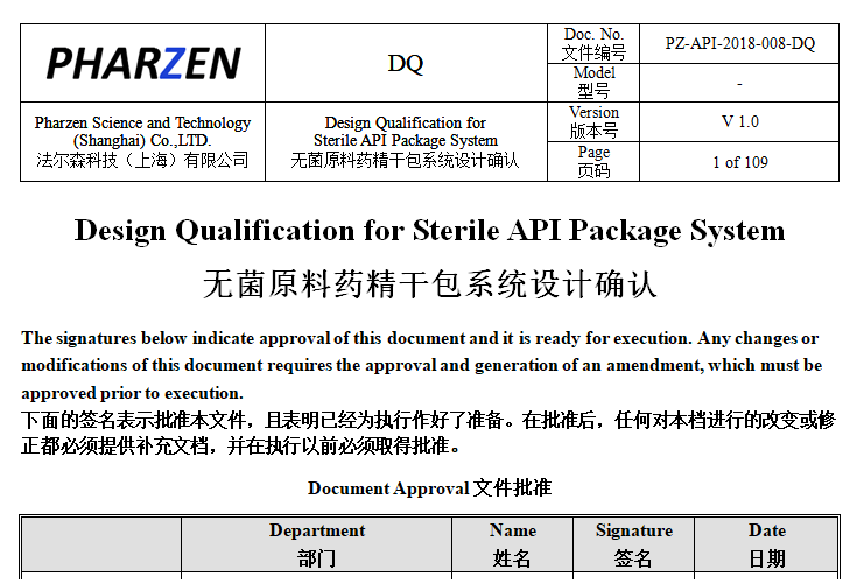 PHARZEN
DQ
Doc. No.
文件编号
PZ-API-2018-008-DQ
Model
型号
-
Pharzen Science and Technology
(Shanghai) Co.,LTD.
法尔森科技（上海）有限公司
Design Qualification for
Sterile API Package System
无菌原料药精干包系统设计确认
Version
版本号
V 1.0
Page
页码
1 of 109
Design Qualification for Sterile API Package System
无菌原料药精干包系统设计确认
The signatures below indicate approval of this document and it is ready for execution. Any changes or
modifications of this document requires the approval and generation of an amendment, which must be
approved prior to execution.
下面的签名表示批准本文件，且表明已经为执行作好了准备。在批准后，任何对本档进行的改变或修
正都必须提供补充文档，并在执行以前必须取得批准。
Document Approval 文件批准
Department
部门
Name
姓名
Signature
签名
Date
日期